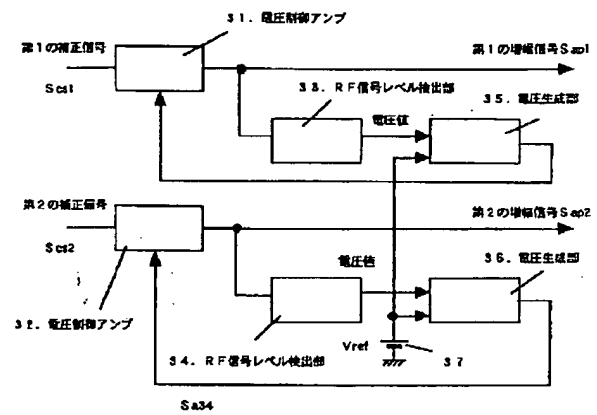 31. 電圧制御アンプ
第1の補正信号
Scs1
第1の増幅信号Sap1
33. RF信号レベル検出部
電圧値
35. 電圧生成部
第2の補正信号
Scs2
第2の増幅信号Sap2
電圧値
36. 電圧生成部
32. 電圧制御アンプ
34. RF信号レベル検出部
Vref
37
Sa34